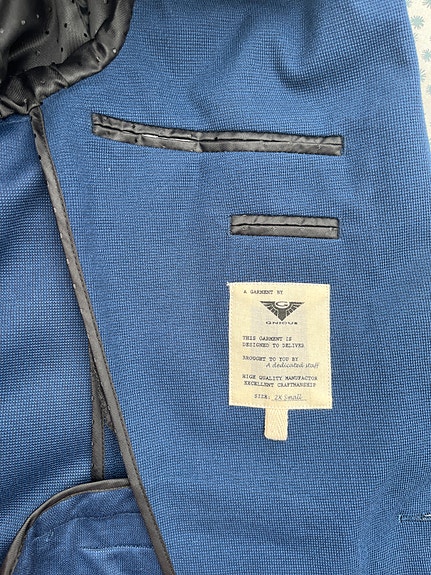 A GARMENT BY
G
GNIOUS
THIS GARMENT IS
DESIGNED TO DELIVER
BROUGHT TO YOU BY
A dedicated staff
HIGH QUALITY MANUFACTOR
EXCELLENT CRAFTMANSHIP
SIZE: 2X Small